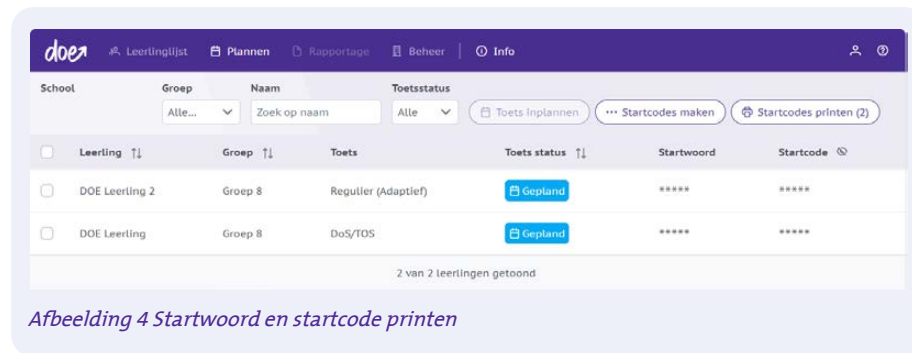 doe Leerlinglijst Plannen Rapportage Beheer Info
School Groep Naam Toetsstatus
Alle... Zoek op naam Alle Toets Inplannen ··· Startcodes maken Startcodes printen (2)
Leerling Groep Toets Toets status Startwoord Startcode
DOE Leerling 2 Groep 8 Regulier (Adaptief) Gepland ***** *****
DOE Leerling Groep 8 DoS/TOS Gepland ***** *****
2 van 2 leerlingen getoond
Afbeelding 4 Startwoord en startcode printen